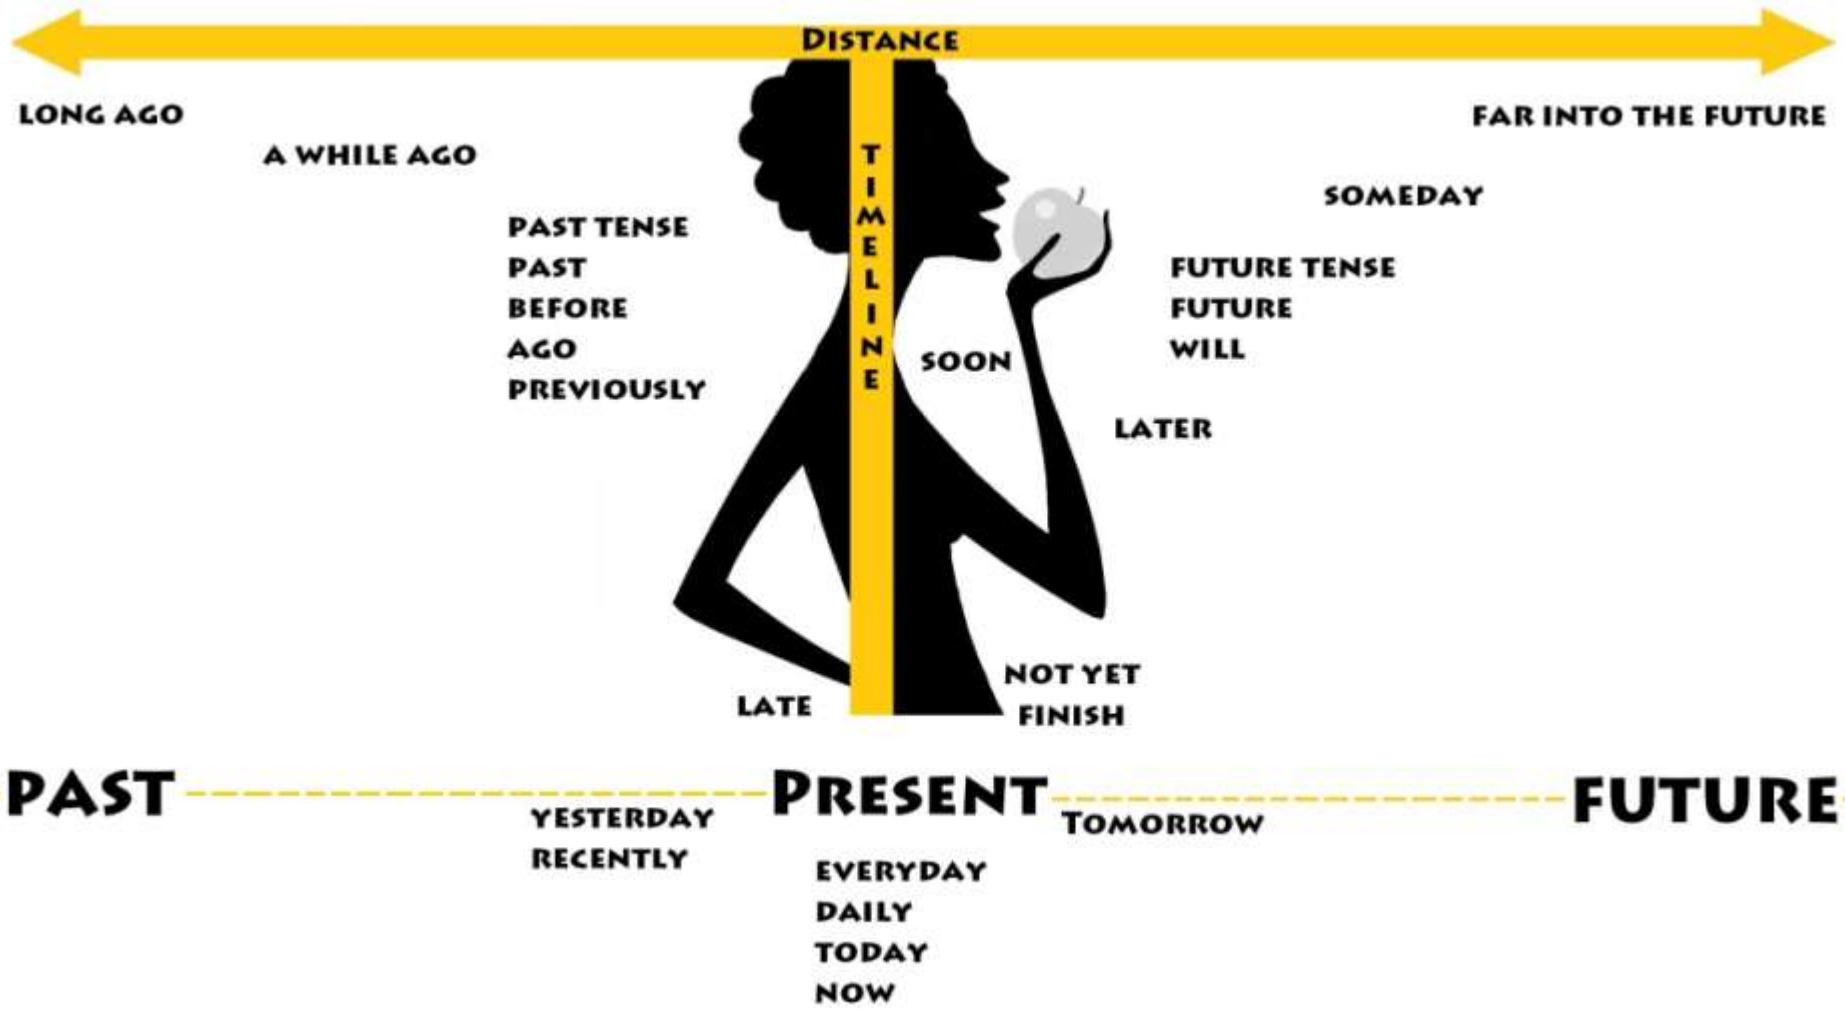 DISTANCE
LONG AGO
FAR INTO THE FUTURE
A WHILE AGO
TIMELINE
SOMEDAY
PAST TENSE
PAST
BEFORE
AGO
PREVIOUSLY
FUTURE TENSE
FUTURE
WILL
SOON
LATER
LATE
NOT YET
FINISH
PAST
PRESENT
FUTURE
YESTERDAY
RECENTLY
TOMORROW
EVERYDAY
DAILY
TODAY
NOW